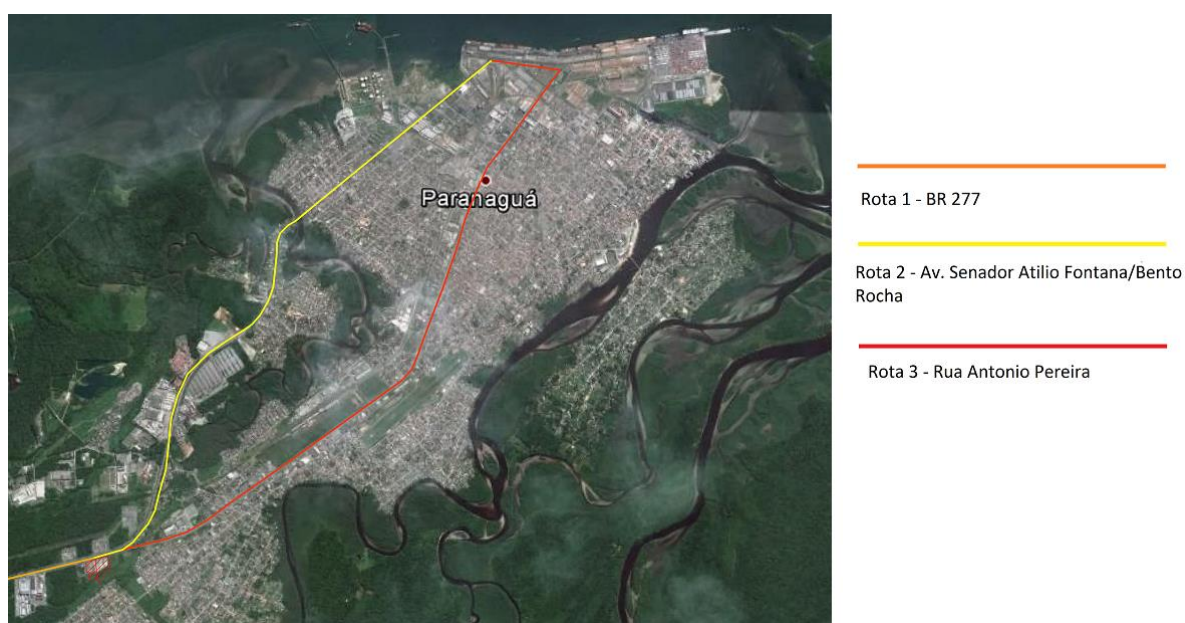 Paranaguá
Rota 1 - BR 277
Rota 2 - Av. Senador Atilio Fontana/Bento
Rocha
Rota 3 - Rua Antonio Pereira